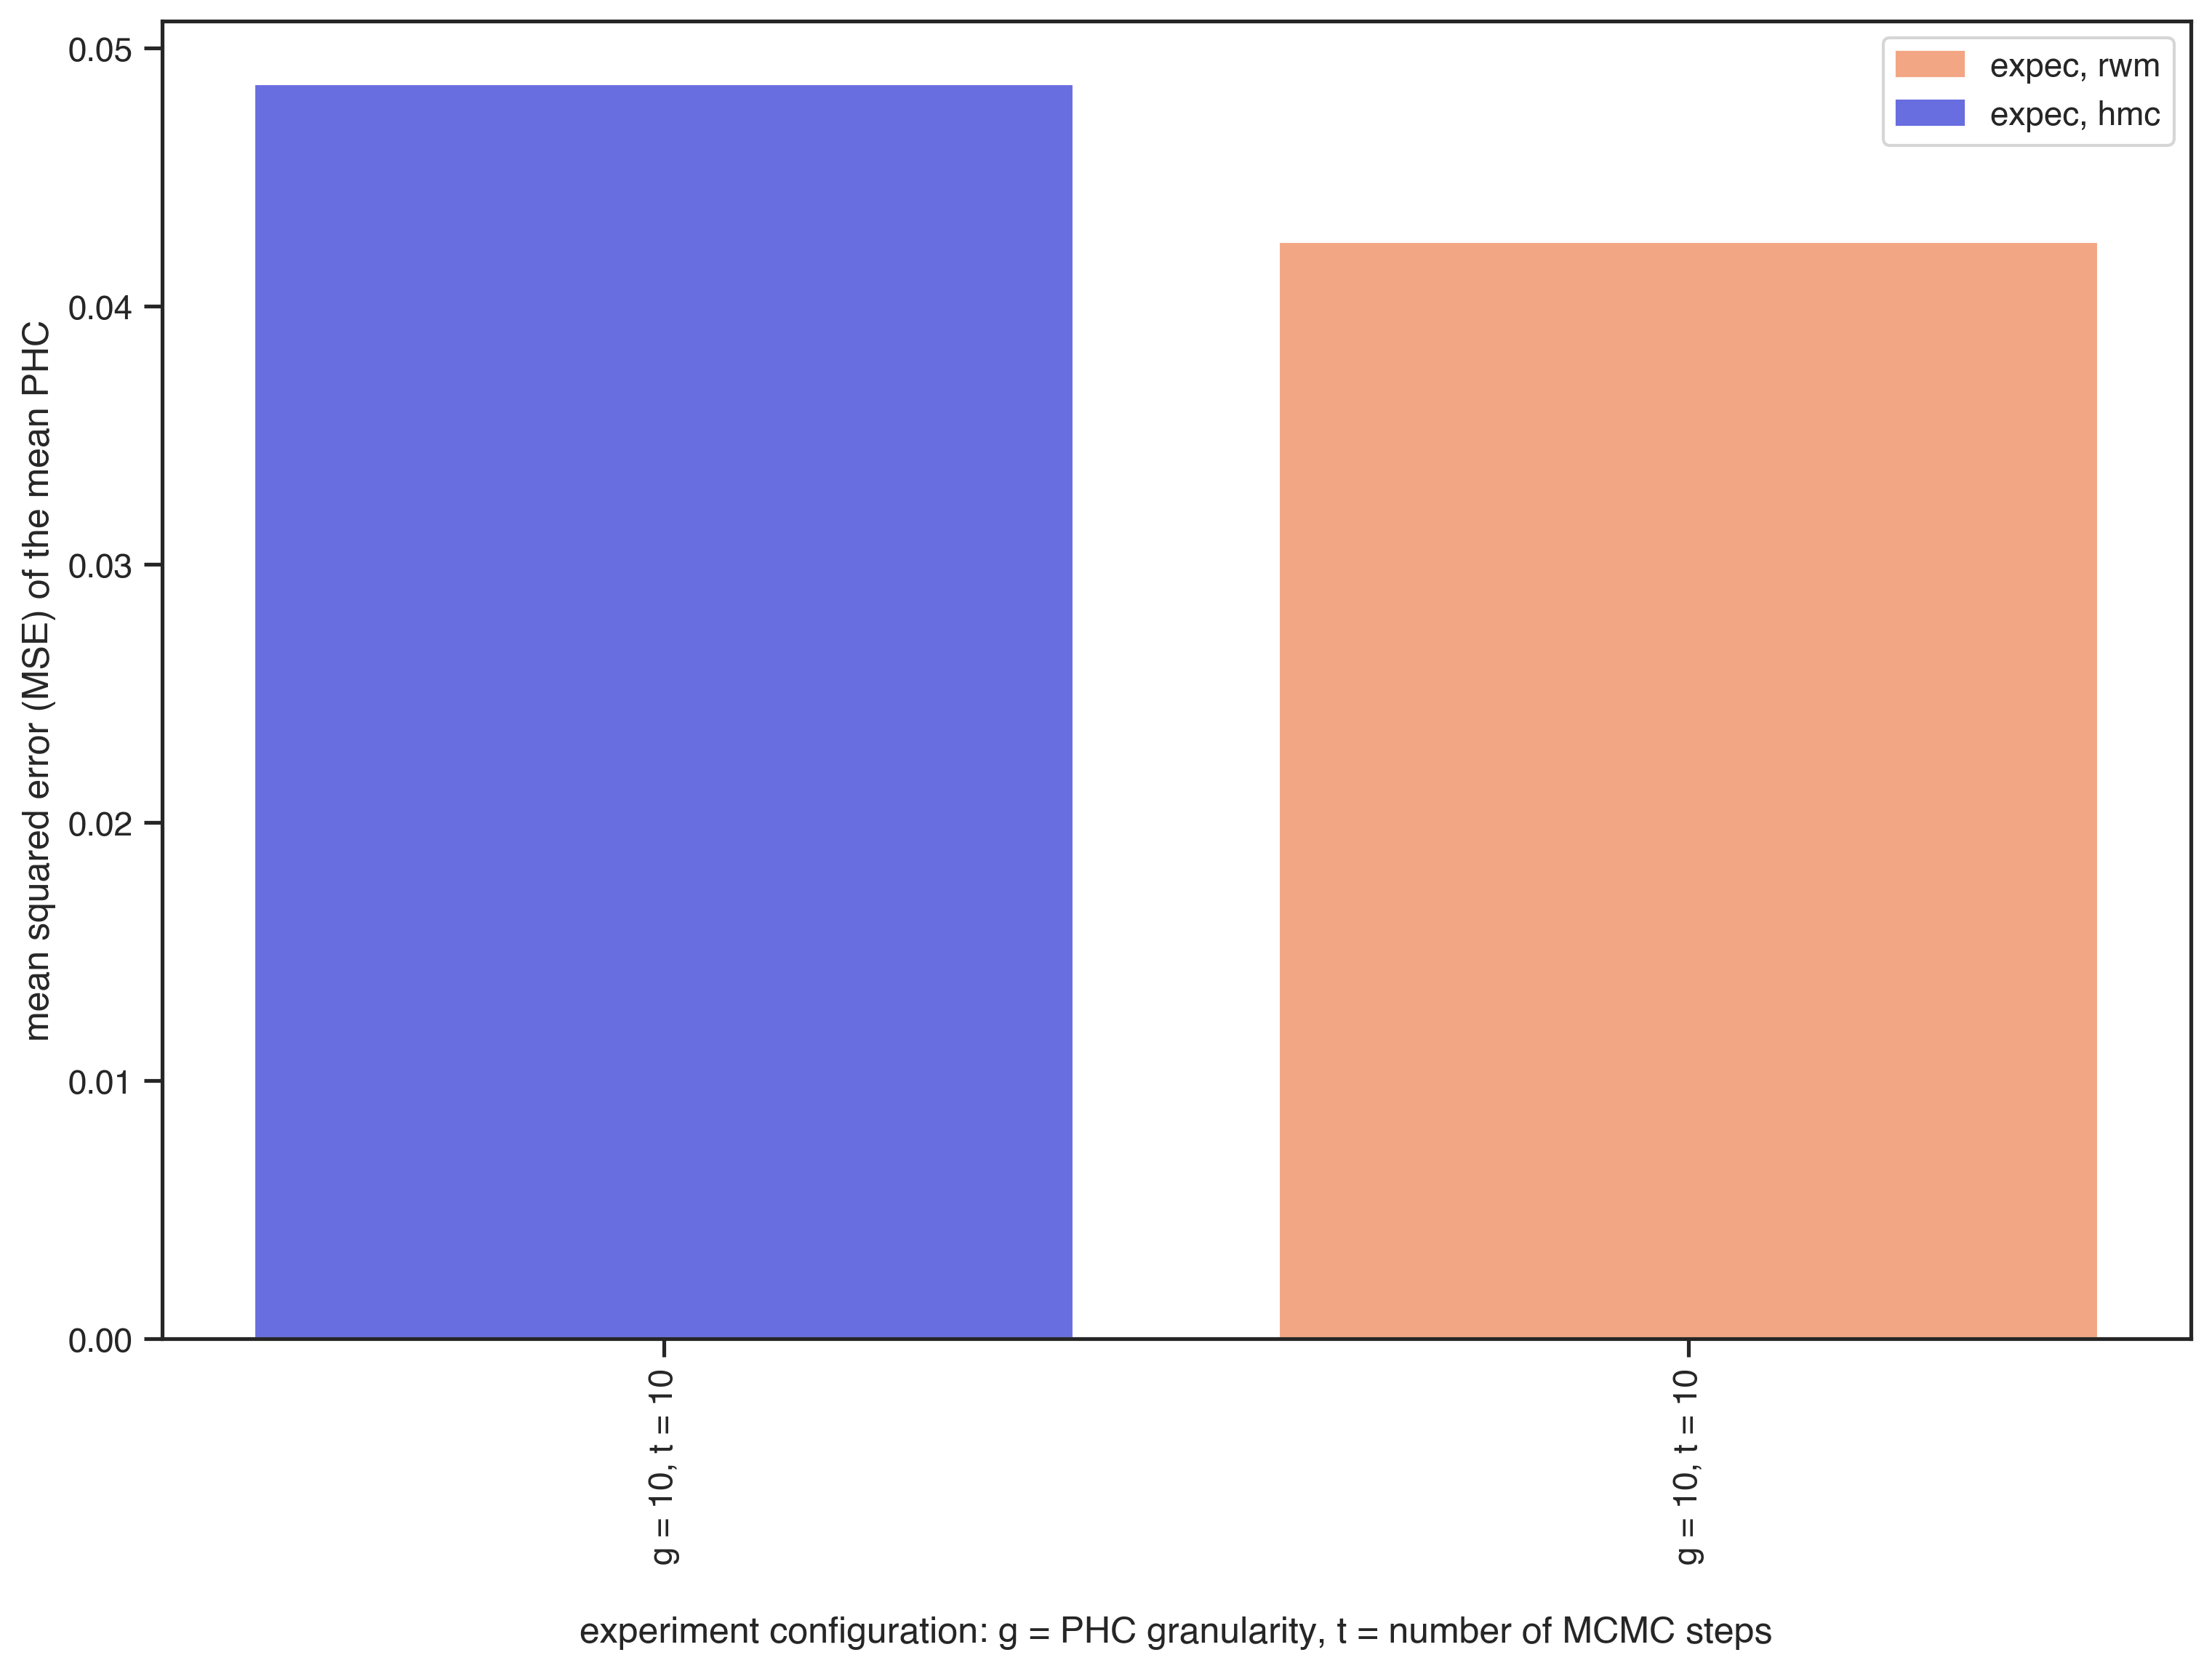 mean squared error (MSE) of the mean PHC
0.05
0.04
0.03
0.02
0.01
0.00
expec, rwm
expec, hmc
g = 10, t = 10
g = 10, t = 10
experiment configuration: g = PHC granularity, t = number of MCMC steps